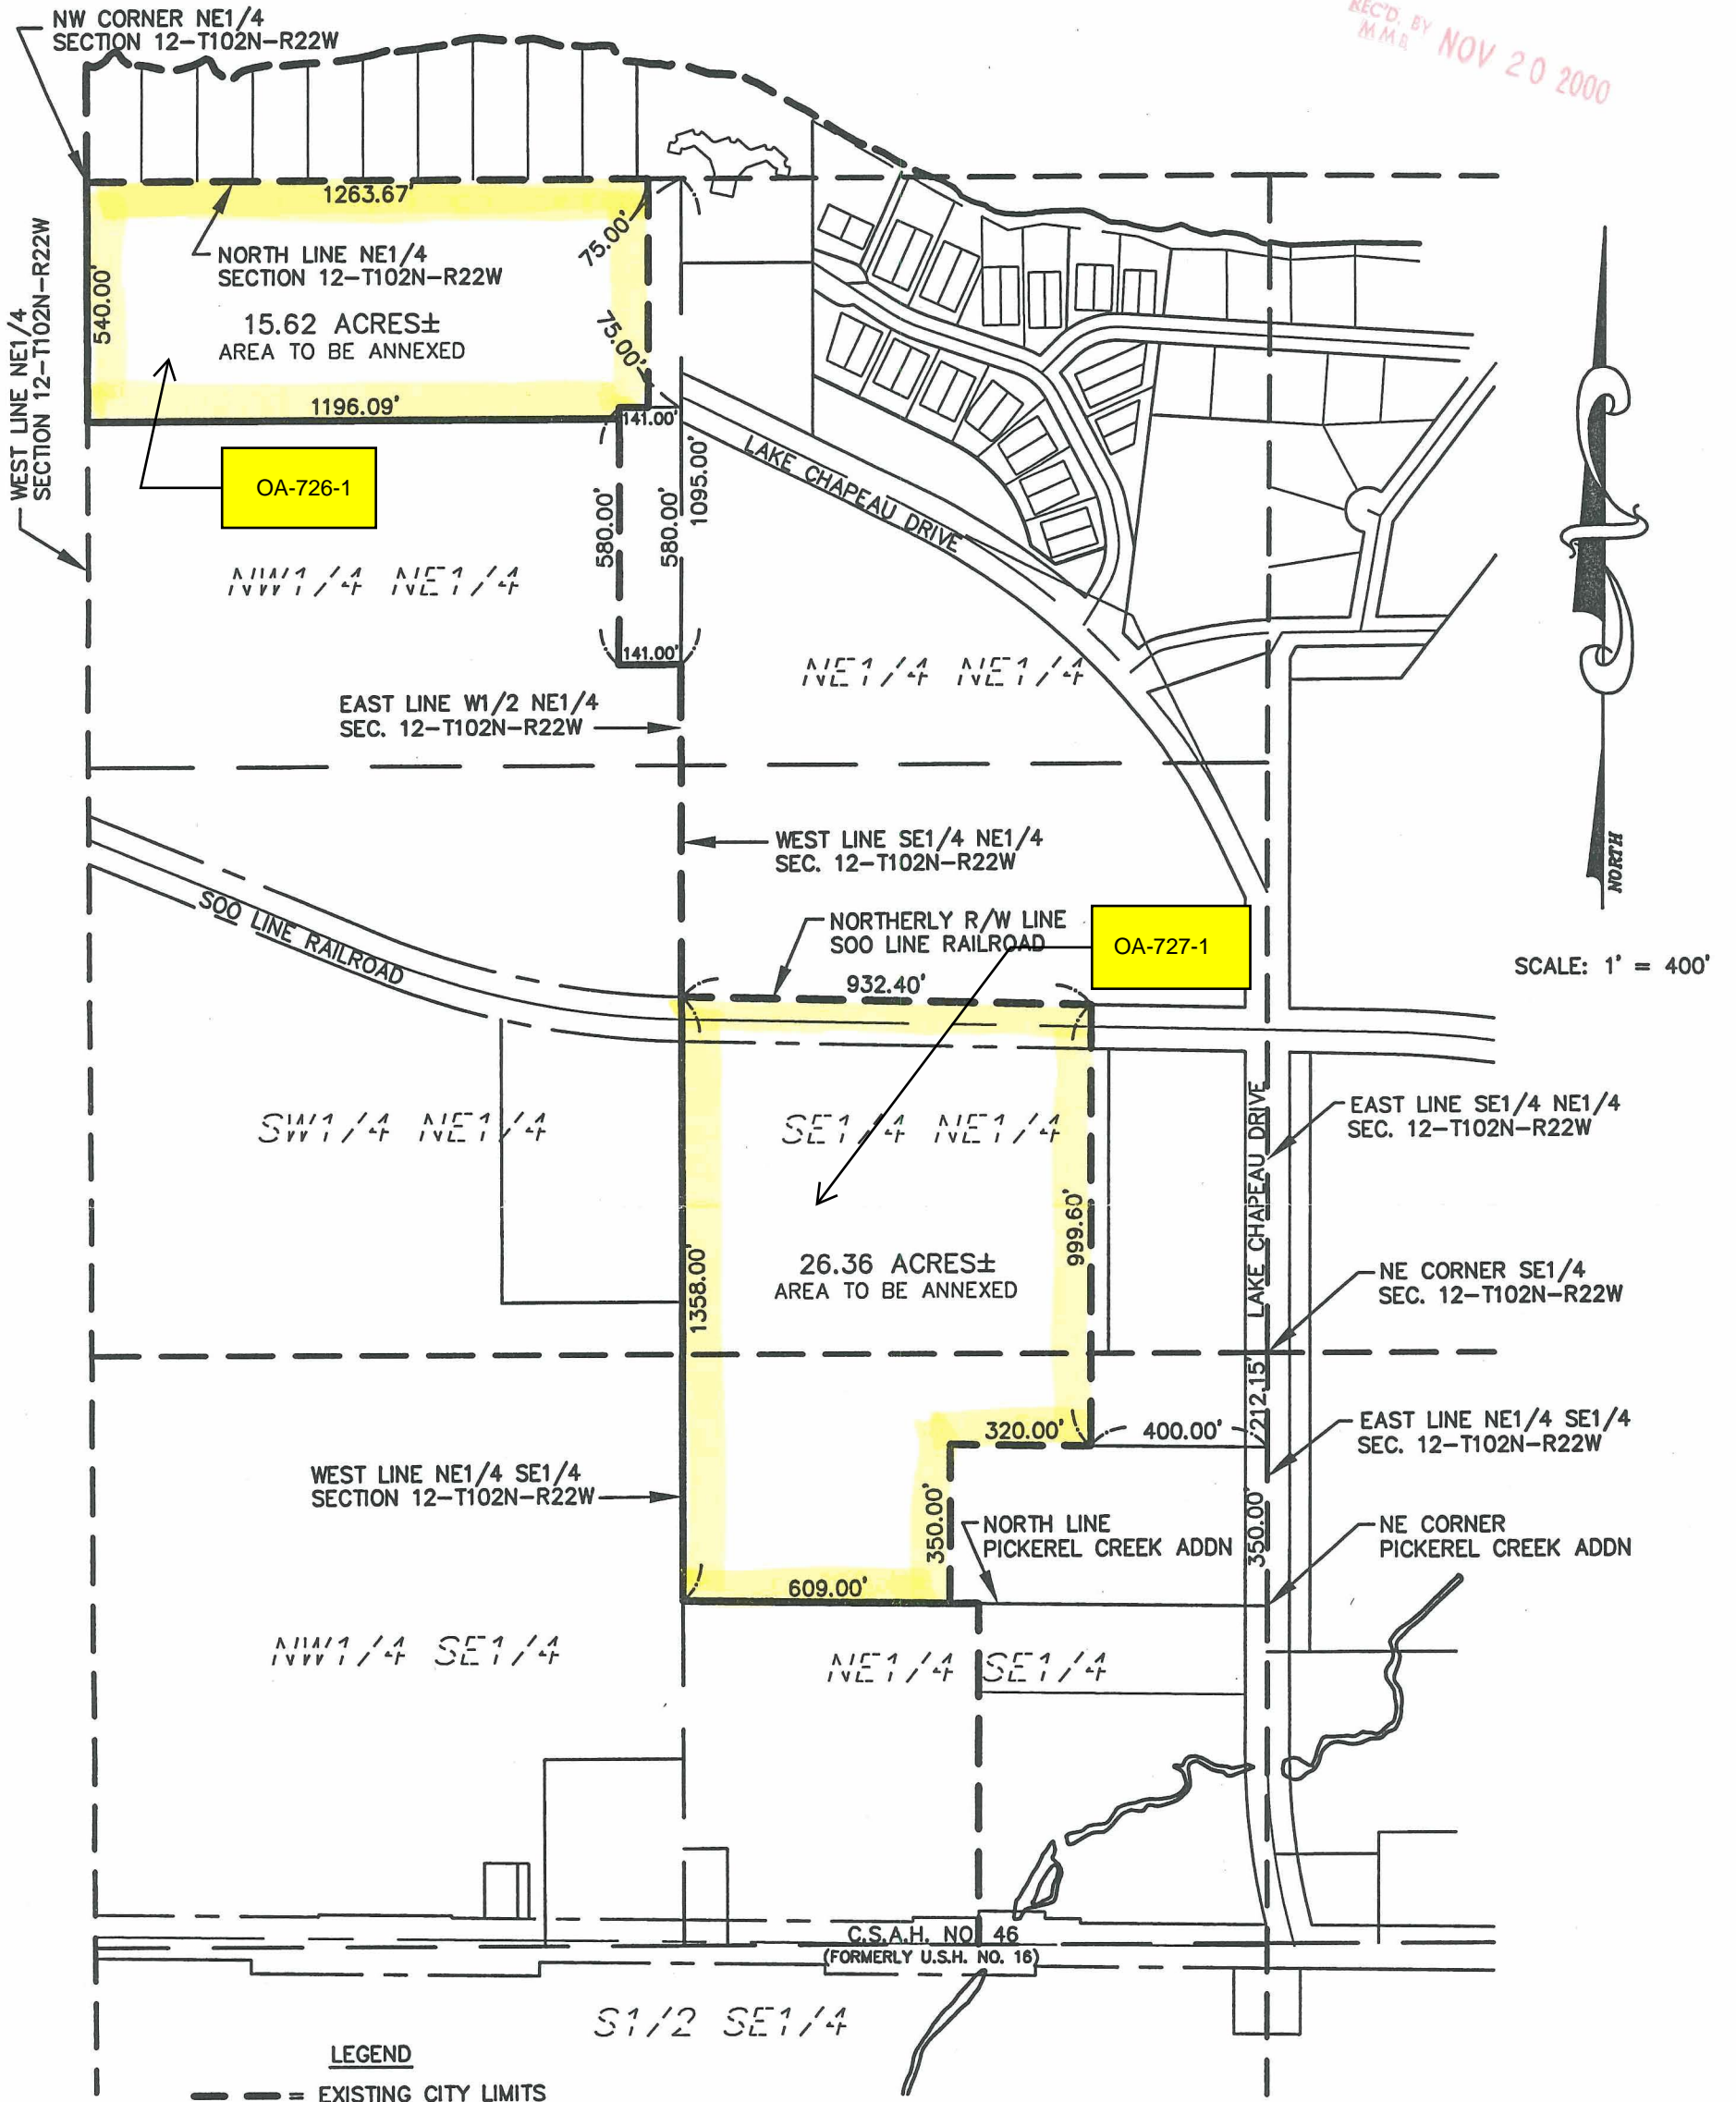 NW CORNER NE1/4
SECTION 12-T102N-R22W
REC'D. BY
MMB
NOV 20 2000
1263.67'
75.00'
NORTH LINE NE1/4
SECTION 12-T102N-R22W
WEST LINE NE1/4
SECTION 12-T102N-R22W
540.00'
15.62 ACRES±
AREA TO BE ANNEXED
75.00'
1196.09'
141.00'
OA-726-1
580.00'
580.00'
1095.00'
LAKE CHAPEAU DRIVE
NW1/4 NE1/4
141.00'
NE1/4 NE1/4
EAST LINE W1/2 NE1/4
SEC. 12-T102N-R22W
WEST LINE SE1/4 NE1/4
SEC. 12-T102N-R22W
NORTH
SOO LINE RAILROAD
NORTHERLY R/W LINE
SOO LINE RAILROAD
OA-727-1
SCALE: 1' = 400'
932.40'
SW1/4 NE1/4
SE1/4 NE1/4
LAKE CHAPEAU DRIVE
EAST LINE SE1/4 NE1/4
SEC. 12-T102N-R22W
999.60'
1358.00'
26.36 ACRES±
AREA TO BE ANNEXED
NE CORNER SE1/4
SEC. 12-T102N-R22W
212.15'
320.00'
400.00'
EAST LINE NE1/4 SE1/4
SEC. 12-T102N-R22W
WEST LINE NE1/4 SE1/4
SECTION 12-T102N-R22W
350.00'
NORTH LINE
PICKEREL CREEK ADDN
350.00'
NE CORNER
PICKEREL CREEK ADDN
609.00'
NW1/4 SE1/4
NE1/4 SE1/4
C.S.A.H. NO 46
(FORMERLY U.S.H. NO. 16)
S1/2 SE1/4
LEGEND
= EXISTING CITY LIMITS